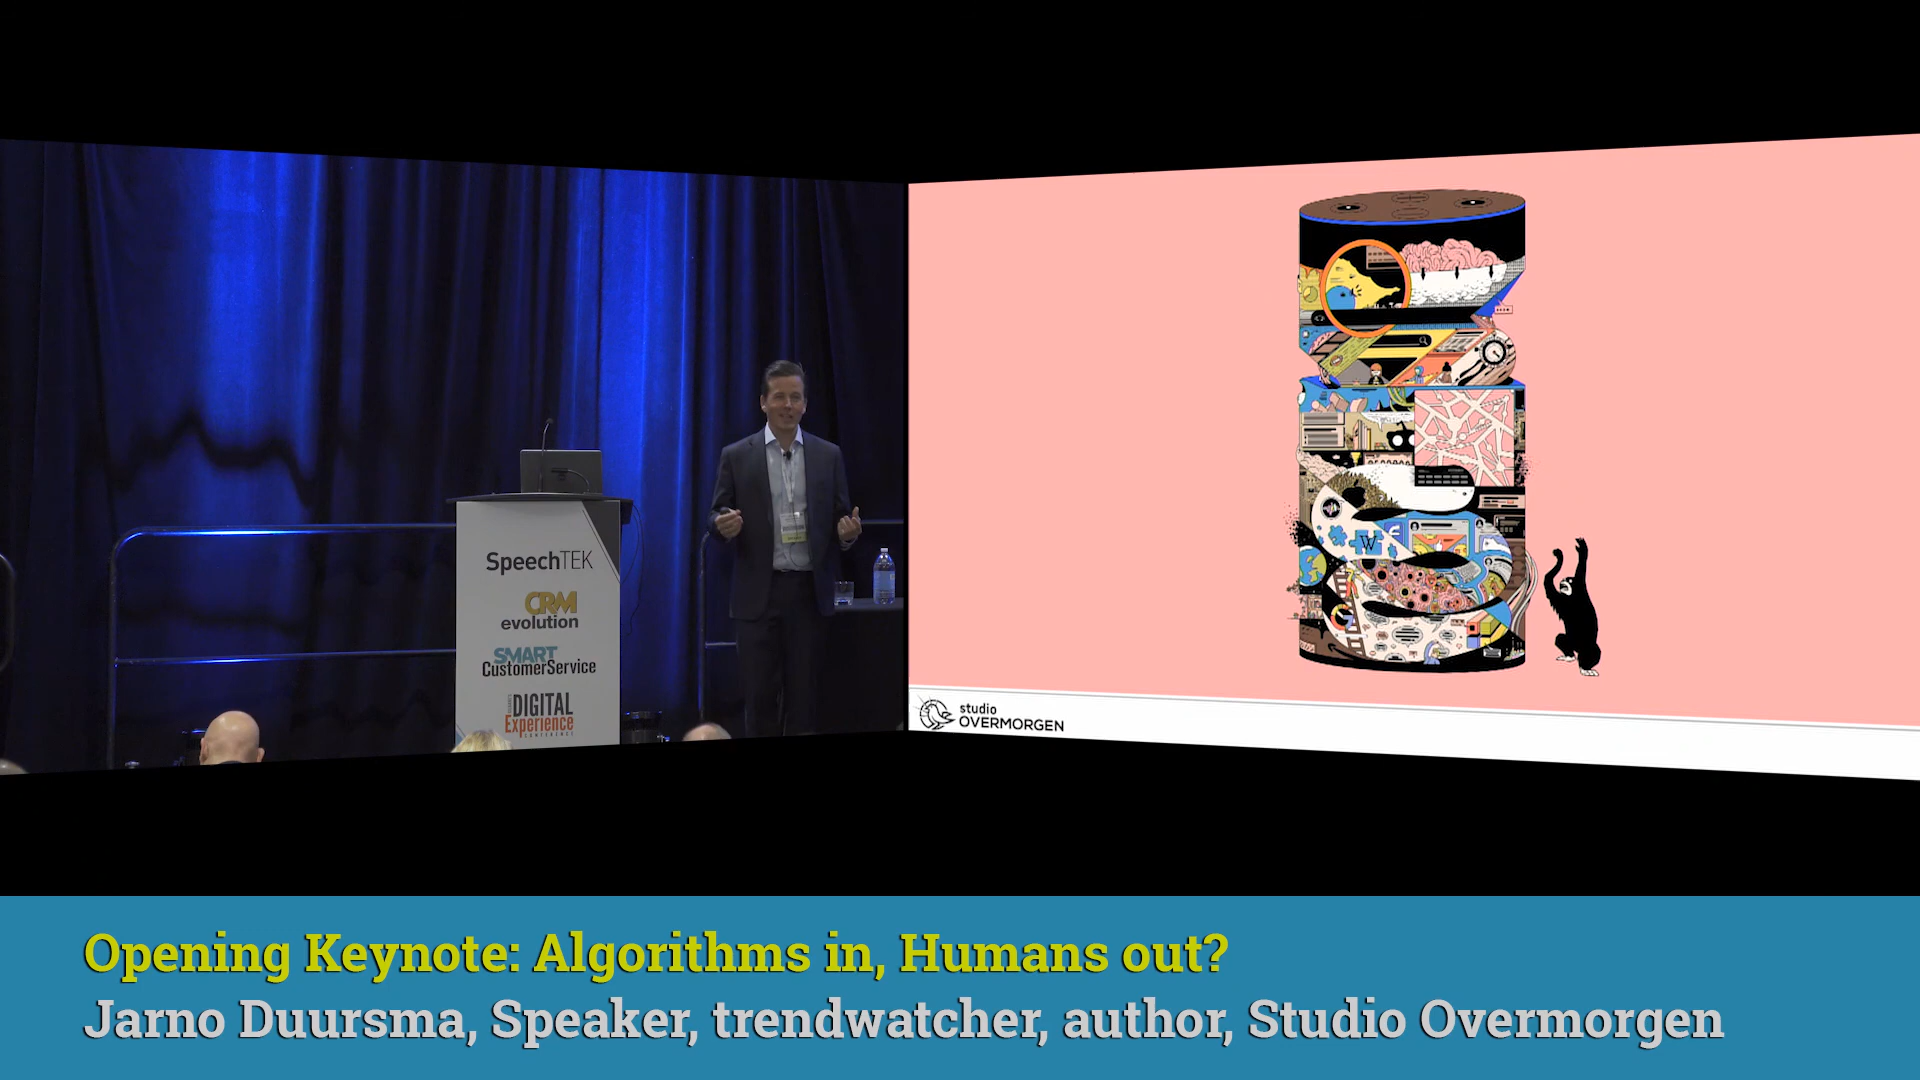 SpeechTEK
CRM
evolution
SMART
CustomerService
DIGITAL
Experience
CONFERENCE
studio
OVERMORGEN
Opening Keynote: Algorithms in, Humans out?
Jarno Duursma, Speaker, trendwatcher, author, Studio Overmorgen